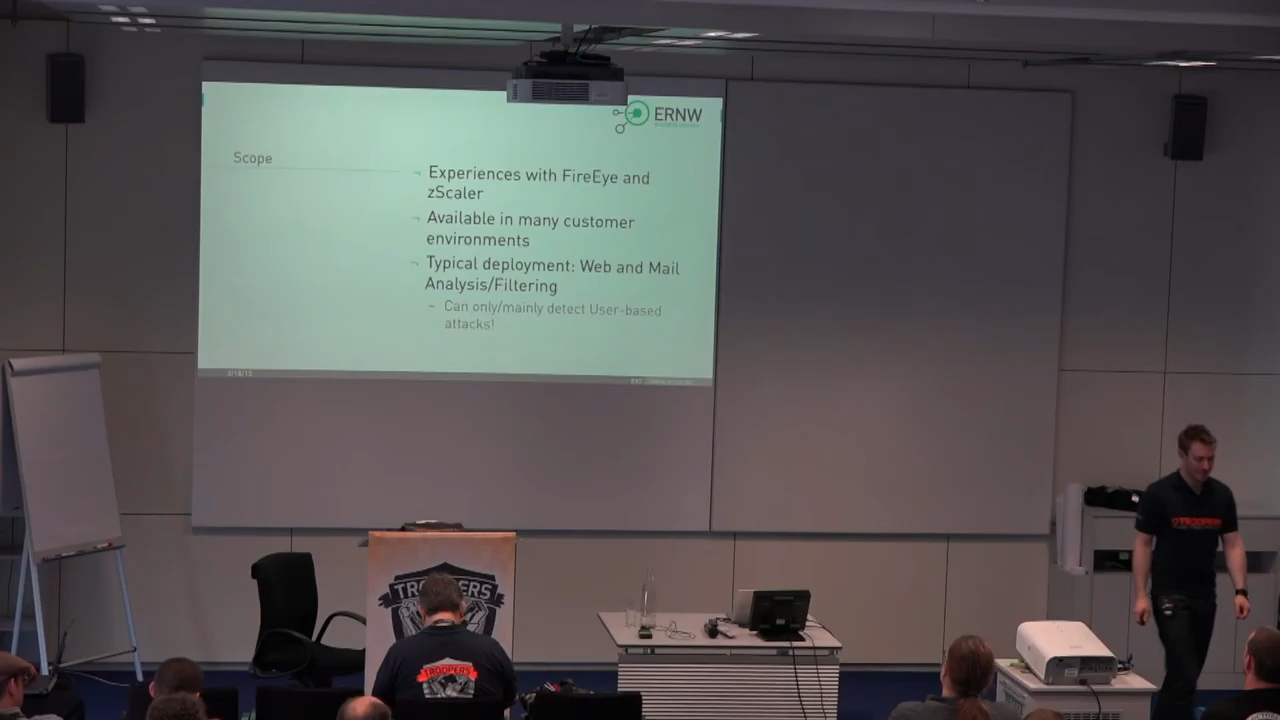 ERNW
Scope
¬ Experiences with FireEye and
zScaler
¬ Available in many customer
environments
¬ Typical deployment: Web and Mail
Analysis/Filtering
– Can only/mainly detect User-based
attacks!
TROOPERS
TROOPERS
TROOPERS